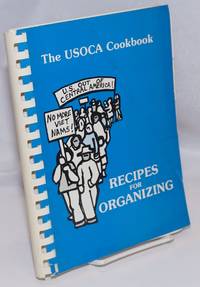 The USOCA Cookbook
U.S. OUT OF
CENTRAL AMERICA!
NO MORE
VIET
NAMS!
RECIPES
FOR
ORGANIZING